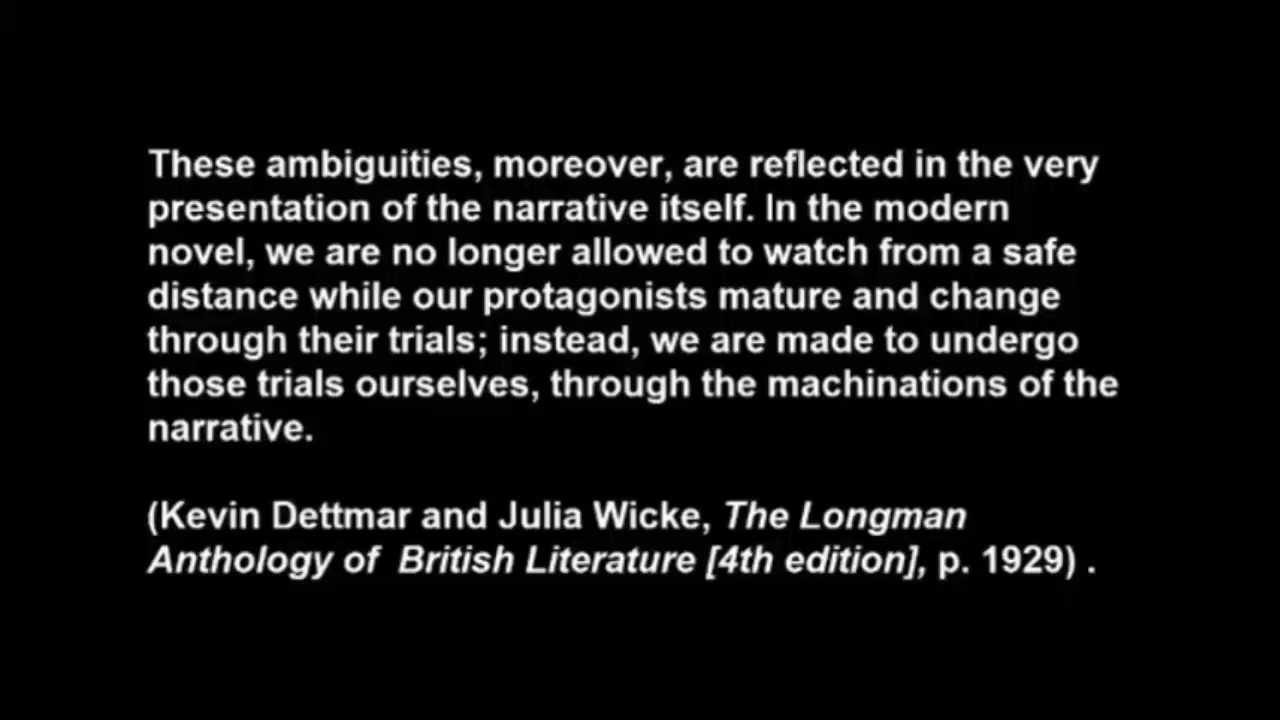 These ambiguities, moreover, are reflected in the very
presentation of the narrative itself. In the modern
novel, we are no longer allowed to watch from a safe
distance while our protagonists mature and change
through their trials; instead, we are made to undergo
those trials ourselves, through the machinations of the
narrative.
(Kevin Dettmar and Julia Wicke, The Longman
Anthology of British Literature [4th edition], p. 1929) .